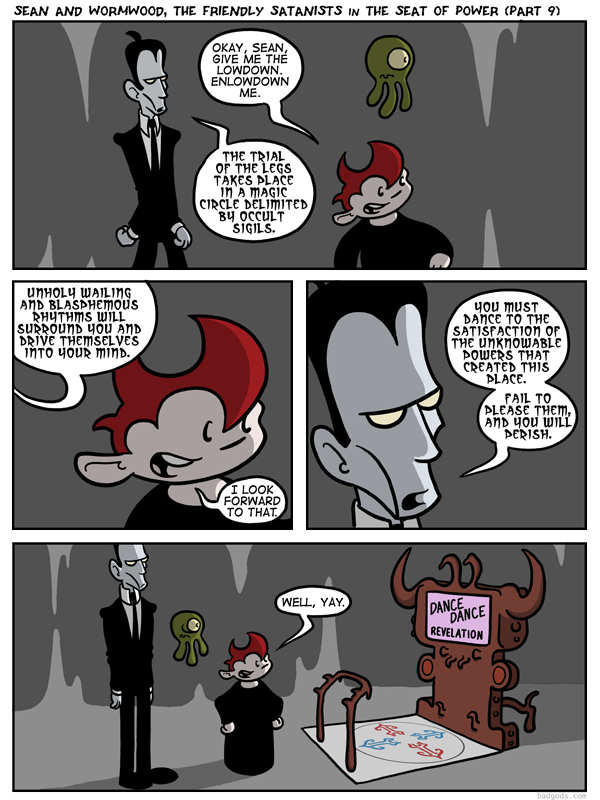 SEAN AND WORMWOOD, THE FRIENDLY SATANISTS IN THE SEAT OF POWER (PART 9)
OKAY, SEAN,
GIVE ME THE
LOWDOWN.
ENLOWDOWN
ME.
THE TRIAL
OF THE LEGS
TAKES PLACE
IN A MAGIC
CIRCLE DELIMITED
BY OCCULT
SIGILS.
UNHOLY WAILING
AND BLASPHEMOUS
RHYTHMS WILL
SURROUND YOU AND
DRIVE THEMSELVES
INTO YOUR MIND.
I LOOK
FORWARD
TO THAT.
YOU MUST
DANCE TO THE
SATISFACTION OF
THE UNKNOWABLE
POWERS THAT
CREATED THIS
PLACE.
FAIL TO
PLEASE THEM,
AND YOU WILL
PERISH.
WELL, YAY.
DANCE
DANCE
REVELATION
badgods.com